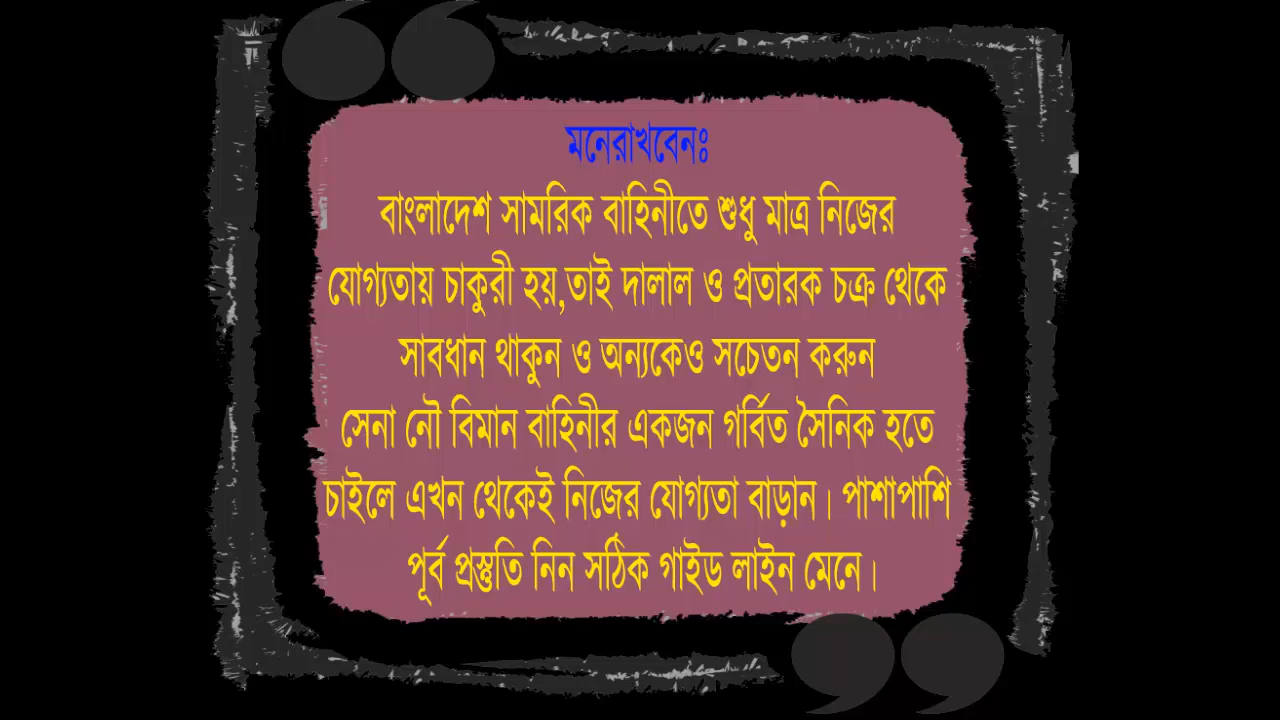 মনেরাখবেনঃ
বাংলাদেশ সামরিক বাহিনীতে শুধু মাত্র নিজের
যোগ্যতায় চাকুরী হয়,তাই দালাল ও প্রতারক চক্র থেকে
সাবধান থাকুন ও অন্যকেও সচেতন করুন
সেনা নৌ বিমান বাহিনীর একজন গর্বিত সৈনিক হতে
চাইলে এখন থেকেই নিজের যোগ্যতা বাড়ান। পাশাপাশি
পূর্ব প্রস্তুতি নিন সঠিক গাইড লাইন মেনে।